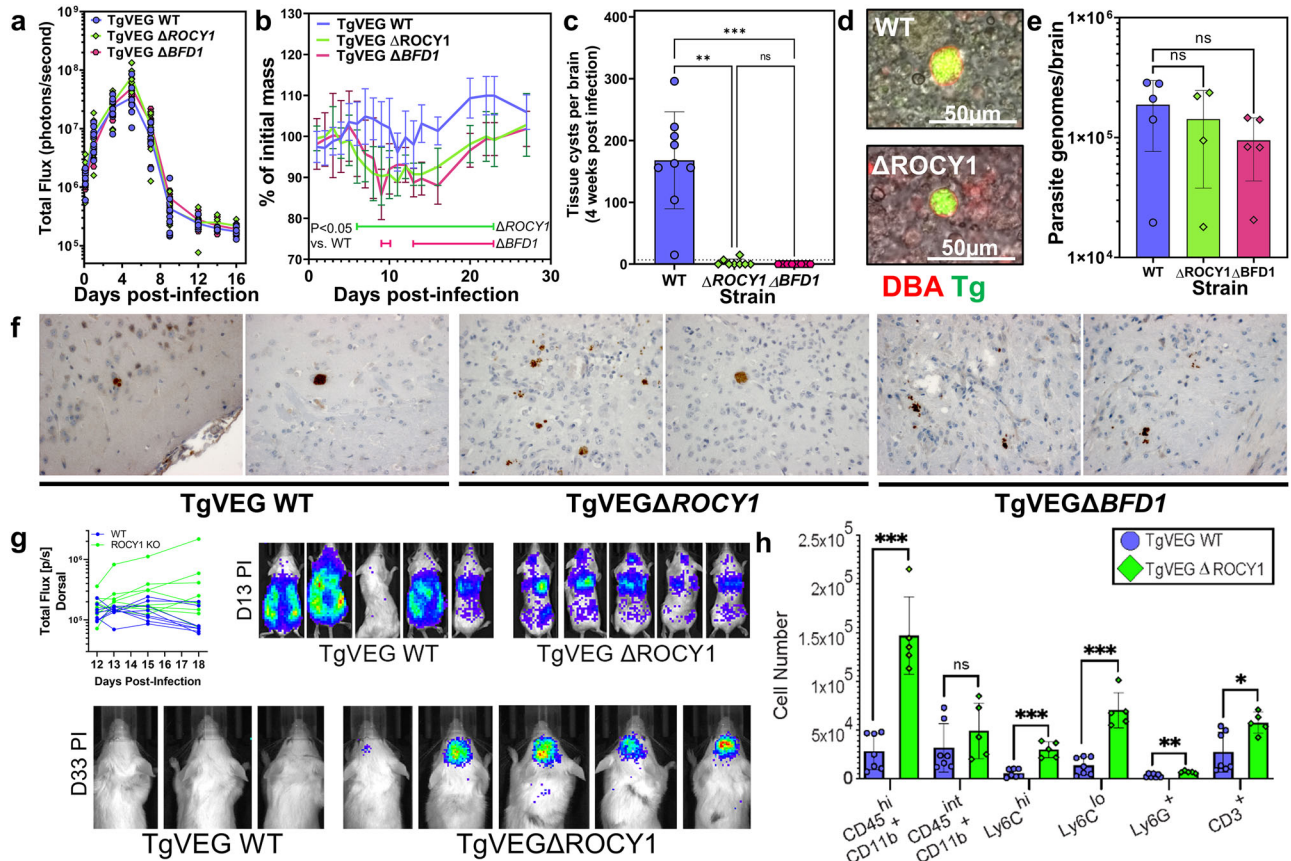 a
Total Flux (photons/second)
10⁹
10⁸
10⁷
10⁶
10⁵
TgVEG WT
TgVEG ΔROCY1
TgVEG ΔBFD1
0 4 8 12 16
Days post-infection
b
% of initial mass
140
130
120
110
100
90
80
70
TgVEG WT
TgVEG ΔROCY1
TgVEG ΔBFD1
P<0.05
vs. WT
ΔROCY1
ΔBFD1
0 10 20 30
Days post-infection
c
Tissue cysts per brain
(4 weeks post infection)
400
300
200
100
0
***
**
ns
WT ΔROCY1 ΔBFD1
Strain
d
WT
50µm
ΔROCY1
50µm
DBA Tg
e
Parasite genomes/brain
1×10⁶
1×10⁵
1×10⁴
ns
ns
WT ΔROCY1 ΔBFD1
Strain
f
TgVEG WT
TgVEGΔROCY1
TgVEGΔBFD1
g
Total Flux [p/s]
Dorsal
WT
ROCY1 KO
10⁶
10⁵
12 13 14 15 16 17 18
Days Post-Infection
D13 PI
TgVEG WT
TgVEG ΔROCY1
D33 PI
TgVEG WT
TgVEGΔROCY1
h
Cell Number
2.5x10⁵
2x10⁵
1.5x10⁵
1x10⁵
5x10⁴
0
TgVEG WT
TgVEG Δ ROCY1
***
ns
***
***
**
*
CD45ʰⁱ CD11b⁺
CD45ⁱⁿᵗ CD11b⁺
Ly6Cʰⁱ
Ly6Cˡᵒ
Ly6G⁺
CD3⁺